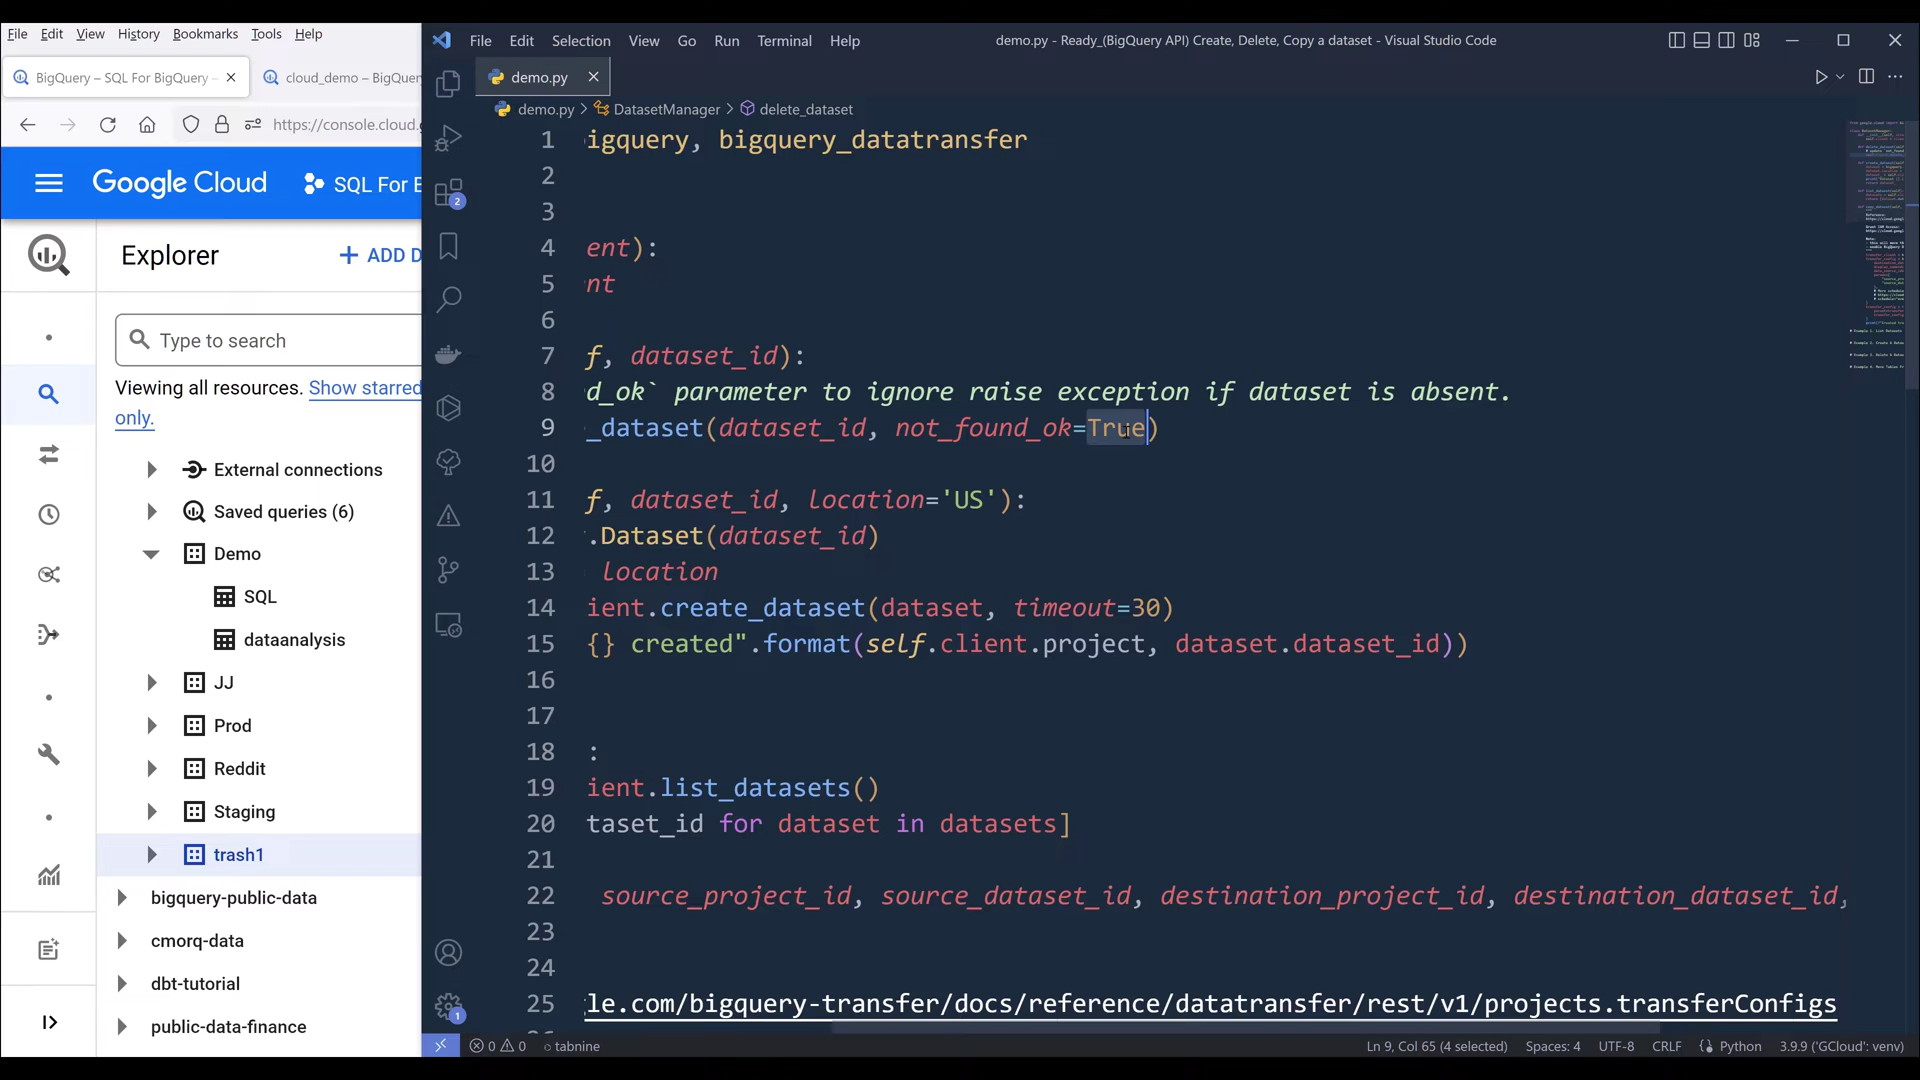 File Edit View History Bookmarks Tools Help
BigQuery – SQL For BigQuery –
cloud_demo – BigQu
https://console.cloud.g
Google Cloud
SQL For B
Explorer
+ ADD D
Type to search
Viewing all resources. Show starred
only.
External connections
Saved queries (6)
Demo
SQL
dataanalysis
JJ
Prod
Reddit
Staging
trash1
bigquery-public-data
cmorq-data
dbt-tutorial
public-data-finance
File Edit Selection View Go Run Terminal Help
demo.py - Ready_(BigQuery API) Create, Delete, Copy a dataset - Visual Studio Code
demo.py
demo.py > DatasetManager > delete_dataset
1 igquery, bigquery_datatransfer
2
3
4 ent):
5 nt
6
7 f, dataset_id):
8 d_ok` parameter to ignore raise exception if dataset is absent.
9 _dataset(dataset_id, not_found_ok=True)
10
11 f, dataset_id, location='US'):
12 .Dataset(dataset_id)
13 location
14 ient.create_dataset(dataset, timeout=30)
15 {} created".format(self.client.project, dataset.dataset_id))
16
17
18 :
19 ient.list_datasets()
20 taset_id for dataset in datasets]
21
22 source_project_id, source_dataset_id, destination_project_id, destination_dataset_id,
23
24
25 le.com/bigquery-transfer/docs/reference/datatransfer/rest/v1/projects.transferConfigs
2
1
0 0
tabnine
Ln 9, Col 65 (4 selected)
Spaces: 4
UTF-8
CRLF
Python
3.9.9 ('GCloud': venv)